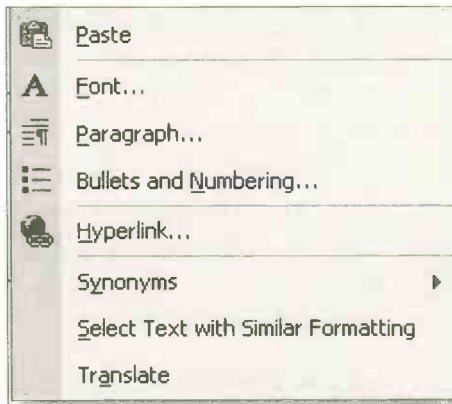 Paste
Font...
Paragraph...
Bullets and Numbering...
Hyperlink...
Synonyms
Select Text with Similar Formatting
Translate